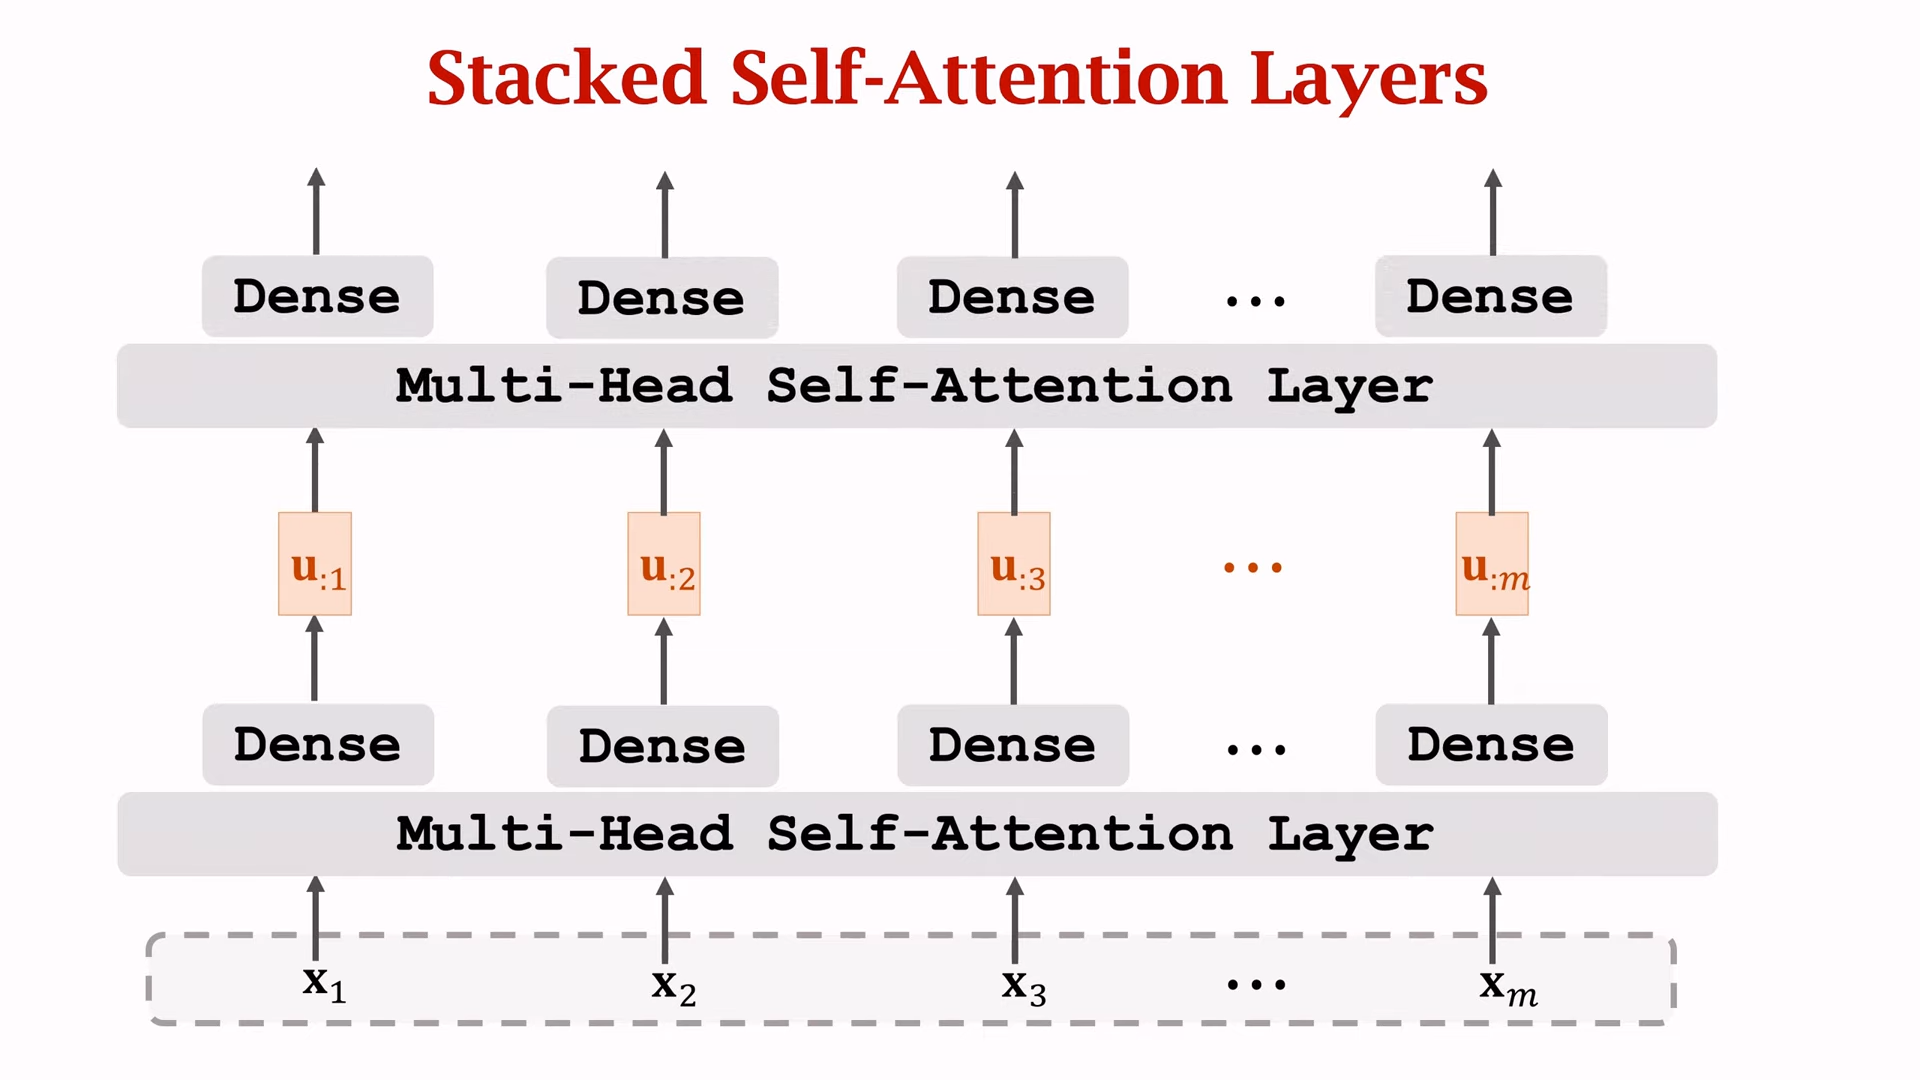 Stacked Self-Attention Layers
Dense Dense Dense ... Dense
Multi-Head Self-Attention Layer
u:1 u:2 u:3 ... u:m
Dense Dense Dense ... Dense
Multi-Head Self-Attention Layer
x1 x2 x3 ... xm